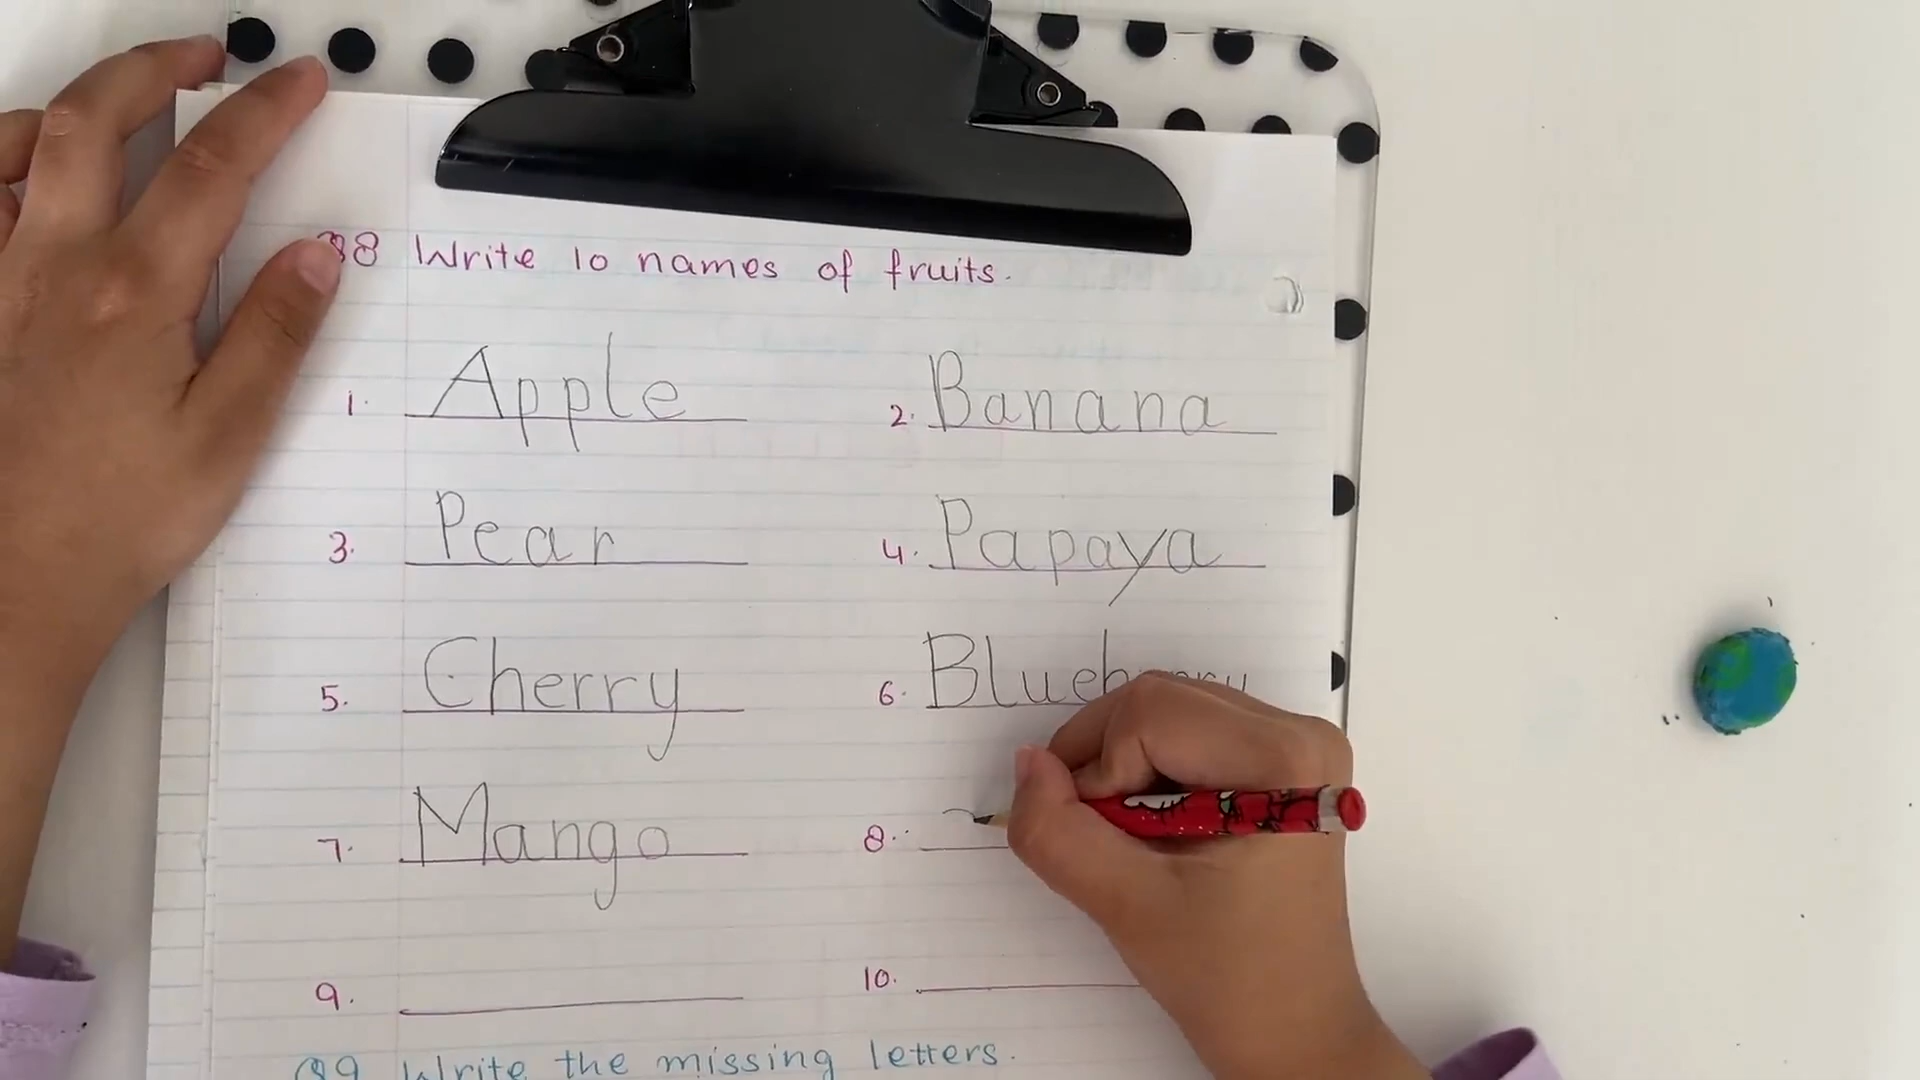 Q8 Write 10 names of fruits.
1. Apple 2. Banana
3. Pear 4. Papaya
5. Cherry 6.
7. Mango 8.
9. 10.
Q9 Write the missing letters.